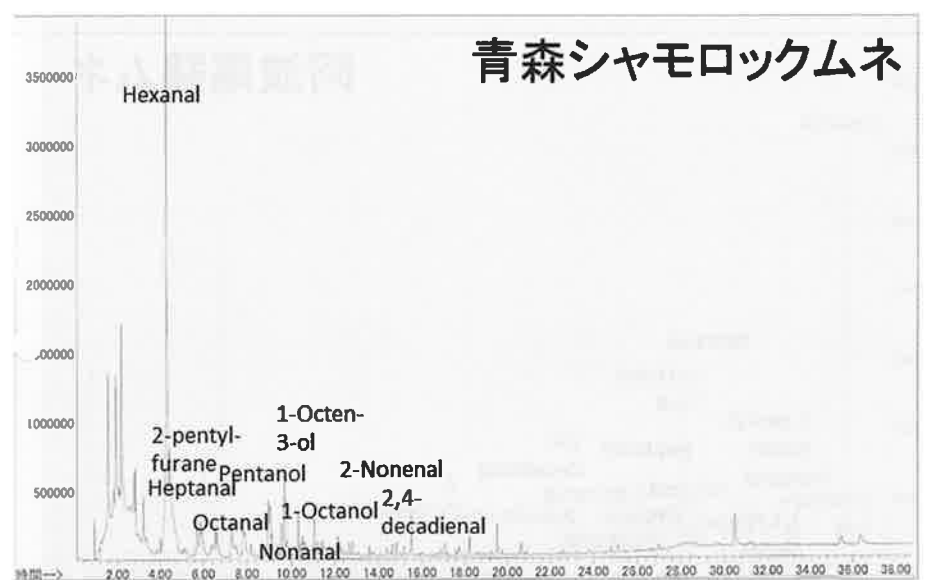 青森シャモロックムネ
3500000
Hexanal
3000000
2500000
2000000
00000
1000000
1-Octen-
3-ol
2-pentyl-
furane
Pentanol
2-Nonenal
500000
Heptanal
1-Octanol
2,4-
decadienal
Octanal
Nonanal
時間-->
2.00 4.00 6.00 8.00 10.00 12.00 14.00 16.00 18.00 20.00 22.00 24.00 26.00 28.00 30.00 32.00 34.00 36.00 38.00